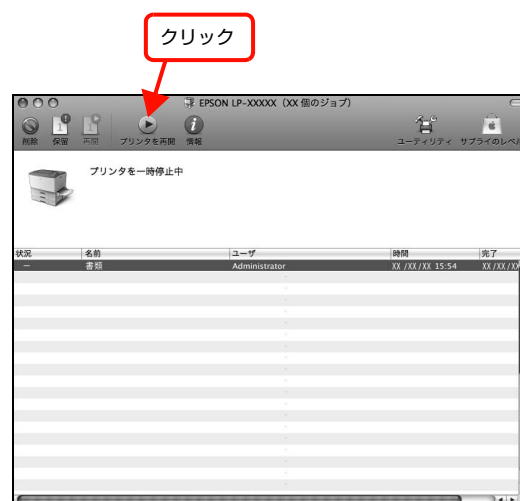 クリック
EPSON LP-XXXXX（XX 個のジョブ）
削除 保留 再開 プリンタを再開 情報 ユーティリティ サプライのレベル
プリンタを一時停止中
状況 名前 ユーザ 時間 完了
— 書類 Administrator XX /XX /XX 15:54 XX /XX /XX